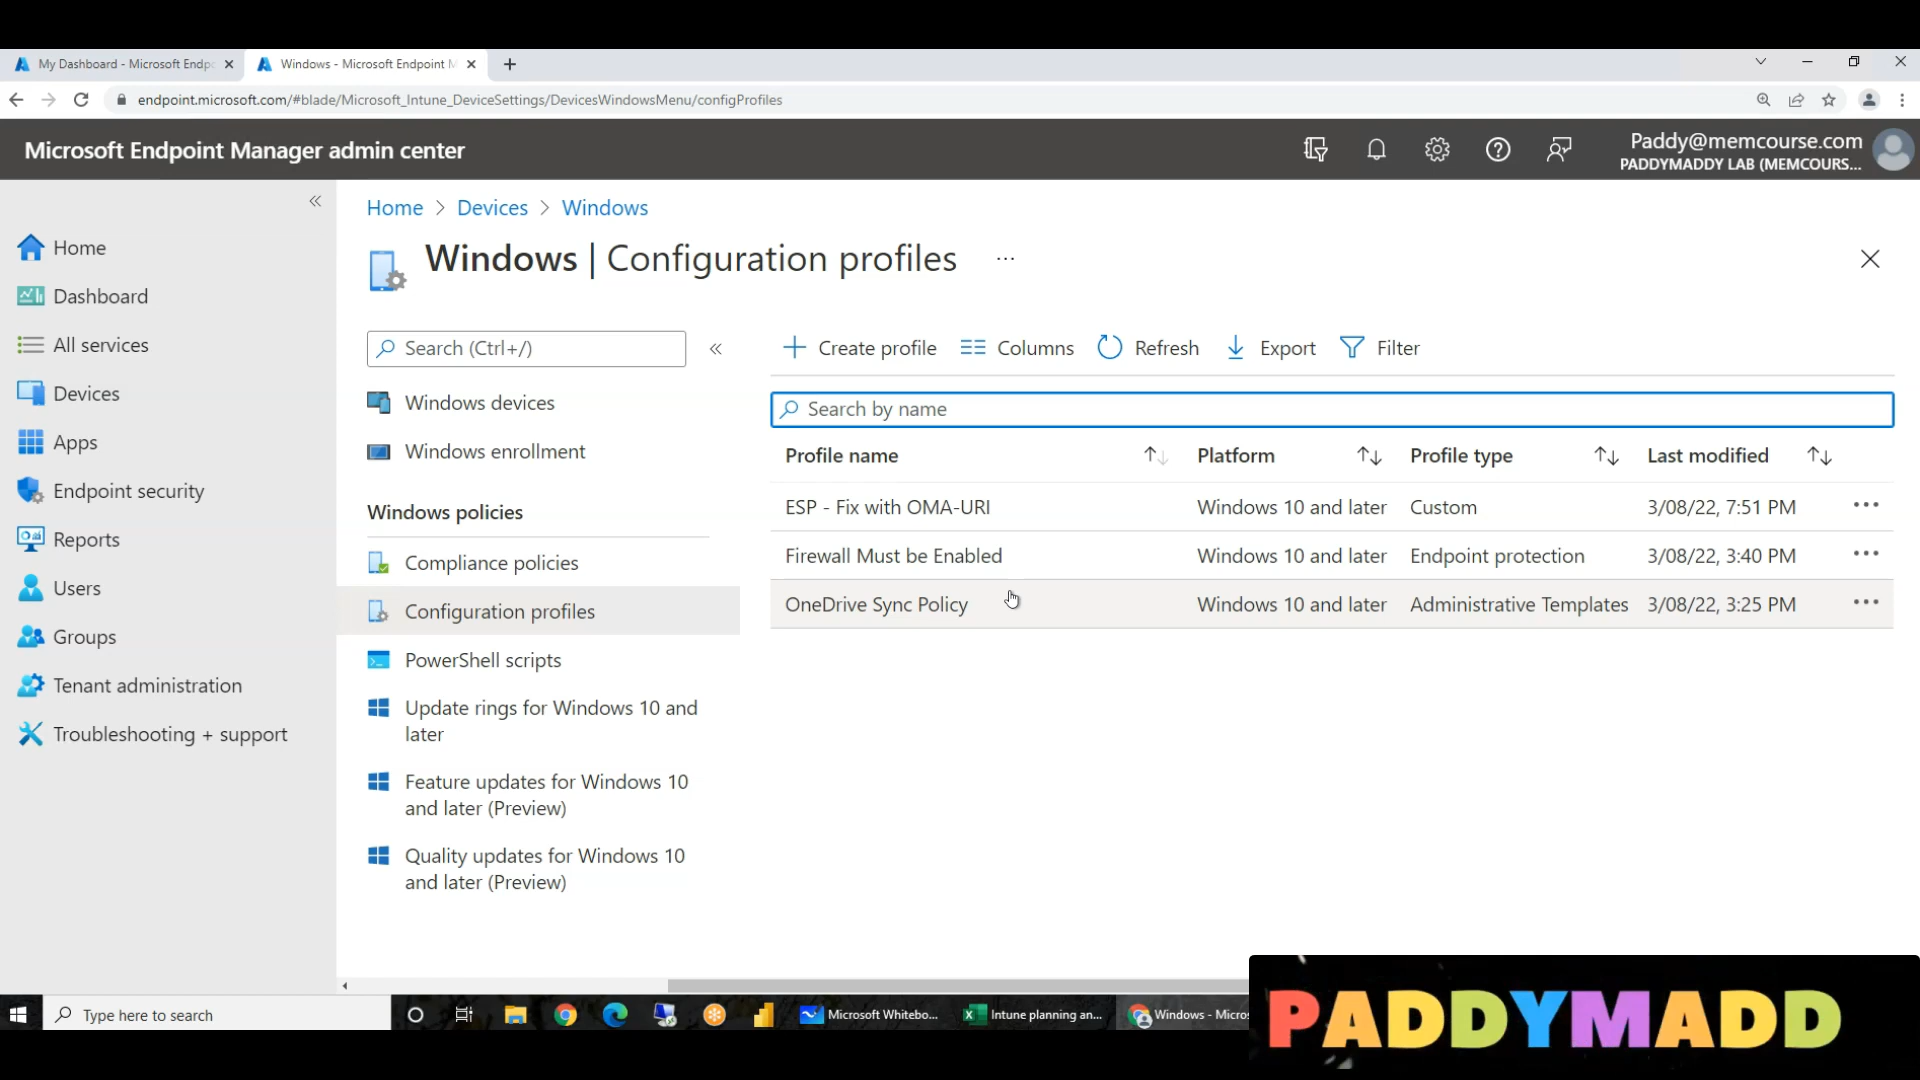 My Dashboard - Microsoft Endp
Windows - Microsoft Endpoint M
endpoint.microsoft.com/#blade/Microsoft_Intune_DeviceSettings/DevicesWindowsMenu/configProfiles
Microsoft Endpoint Manager admin center
Paddy@memcourse.com
PADDYMADDY LAB (MEMCOURS...
Home
Dashboard
All services
Devices
Apps
Endpoint security
Reports
Users
Groups
Tenant administration
Troubleshooting + support
Home > Devices > Windows
Windows | Configuration profiles ...
Search (Ctrl+/)
Windows devices
Windows enrollment
Windows policies
Compliance policies
Configuration profiles
PowerShell scripts
Update rings for Windows 10 and
later
Feature updates for Windows 10
and later (Preview)
Quality updates for Windows 10
and later (Preview)
Create profile Columns Refresh Export Filter
Search by name
Profile name Platform Profile type Last modified
ESP - Fix with OMA-URI Windows 10 and later Custom 3/08/22, 7:51 PM
Firewall Must be Enabled Windows 10 and later Endpoint protection 3/08/22, 3:40 PM
OneDrive Sync Policy Windows 10 and later Administrative Templates 3/08/22, 3:25 PM
Type here to search
Microsoft Whitebo...
Intune planning an...
Windows - Micros
PADDYMADD